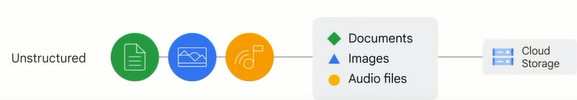 Unstructured
Documents
Images
Audio files
Cloud
Storage